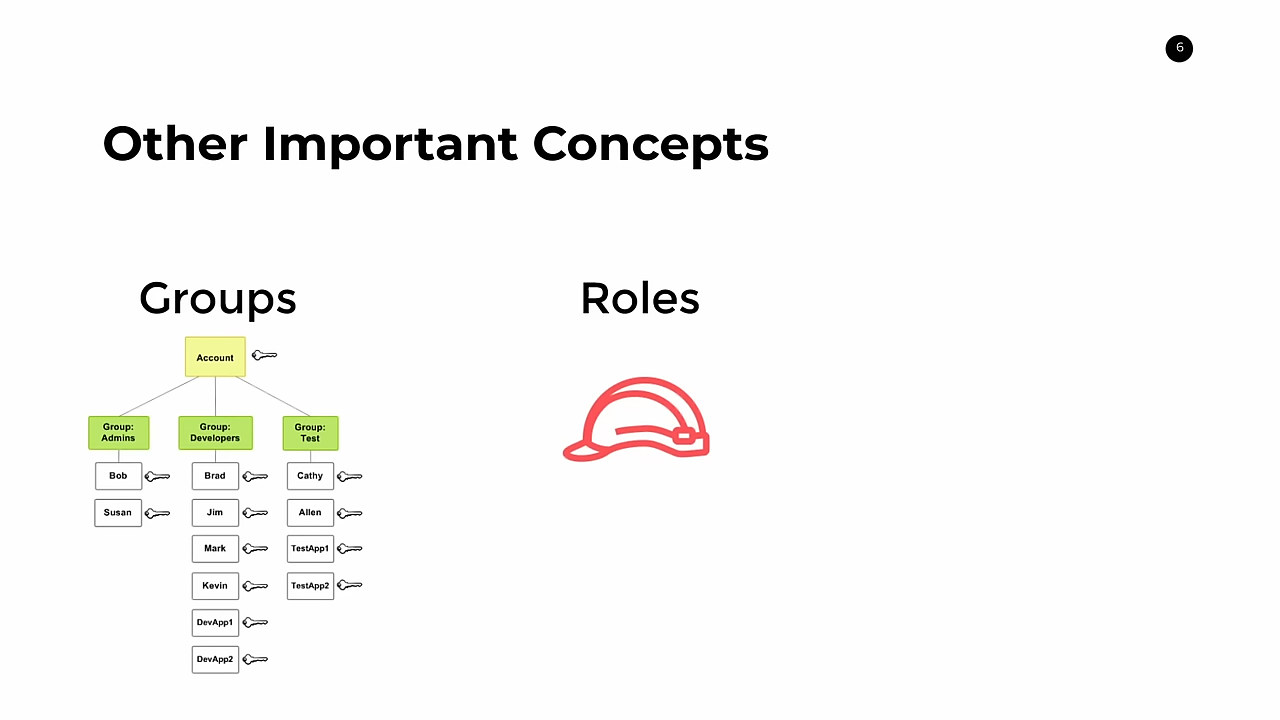 6
Other Important Concepts
Groups
Roles
Account
Group:
Admins
Group:
Developers
Group:
Test
Bob
Brad
Cathy
Susan
Jim
Allen
Mark
TestApp1
Kevin
TestApp2
DevApp1
DevApp2